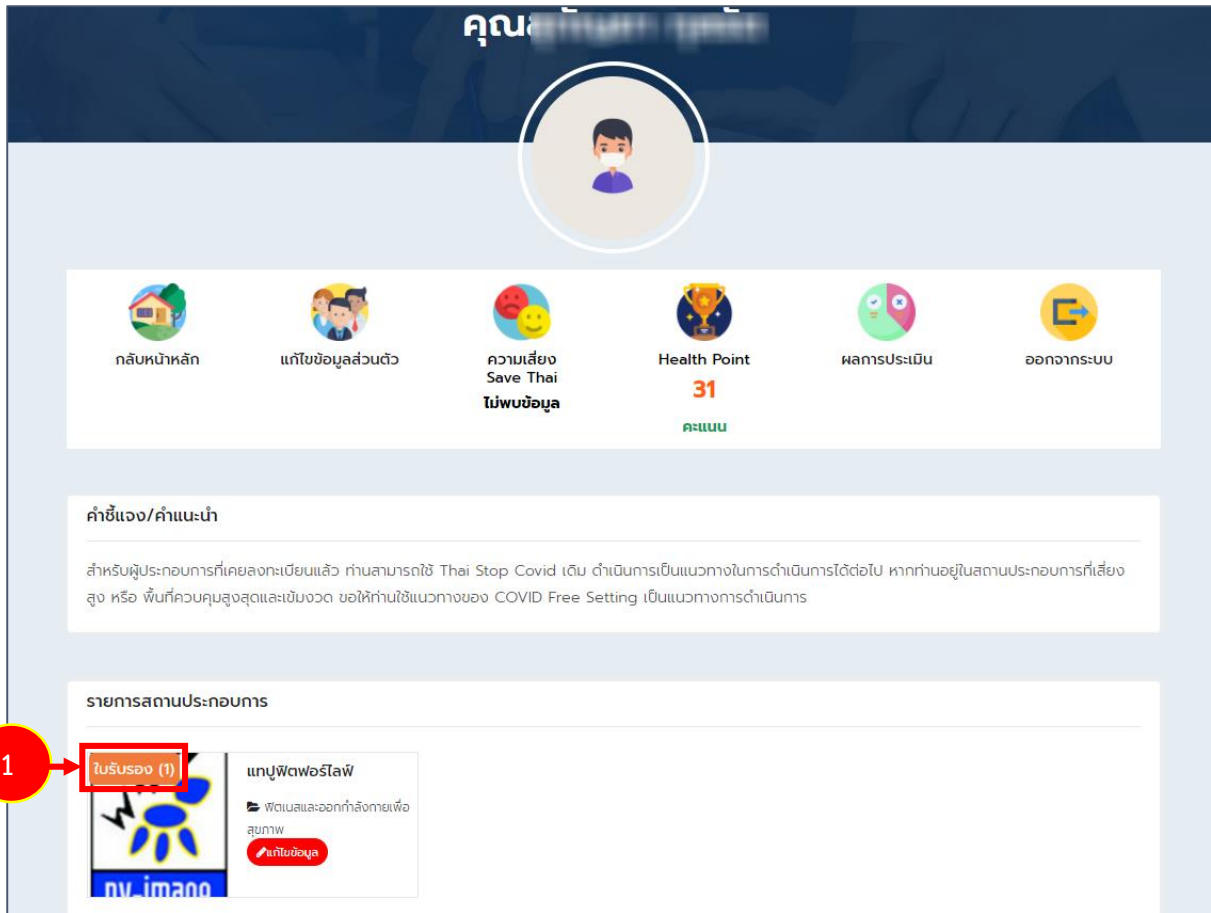 คุณ
กลับหน้าหลัก
แก้ไขข้อมูลส่วนตัว
ความเสี่ยง
Save Thai
ไม่พบข้อมูล
Health Point
31
คะแนน
ผลการประเมิน
ออกจากระบบ
คำชี้แจง/คำแนะนำ
สำหรับผู้ประกอบการที่เคยลงทะเบียนแล้ว ท่านสามารถใช้ Thai Stop Covid เดิม ดำเนินการเป็นแนวทางในการดำเนินการได้ต่อไป หากท่านอยู่ในสถานประกอบการที่เสี่ยง
สูง หรือ พื้นที่ควบคุมสูงสุดและเข้มงวด ขอให้ท่านใช้แนวทางของ COVID Free Setting เป็นแนวทางการดำเนินการ
รายการสถานประกอบการ
1
ใบรับรอง (1)
แทปูฟิตฟอร์ไลฟ์
ฟิตเนสและออกกำลังกายเพื่อ
สุขภาพ
แก้ไขข้อมูล